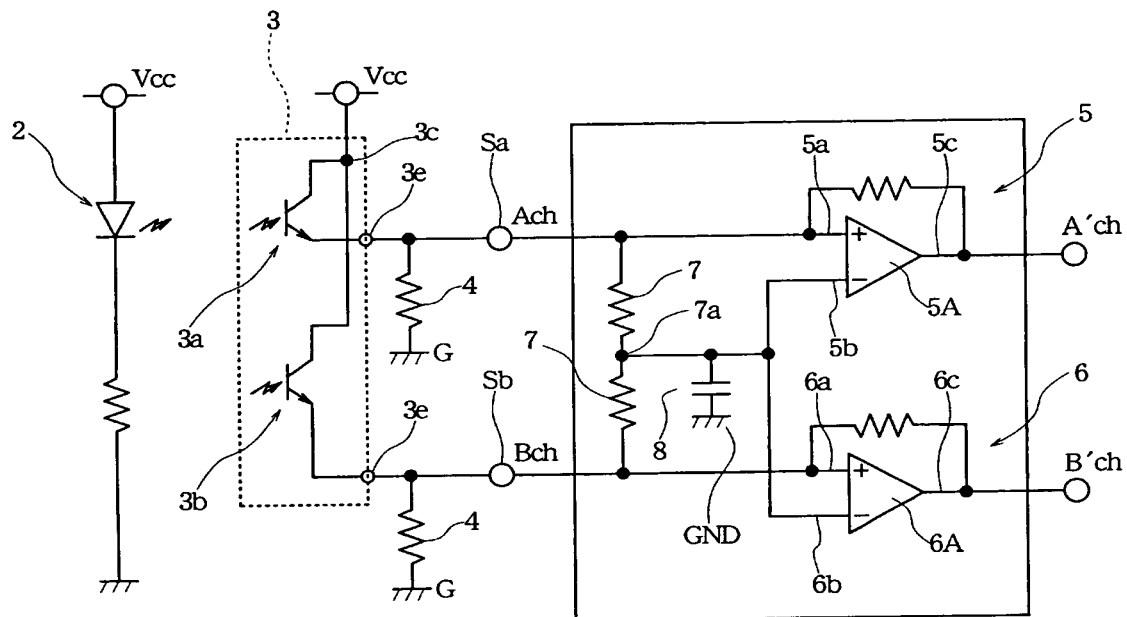 3
Vcc
Vcc
2
3c
3e
Sa
Ach
5a
5c
5
A´ch
7
4
7a
5A
3a
G
5b
7
Sb
3e
Bch
8
6a
6c
6
B´ch
3b
4
GND
6A
6b
G
+
−
+
−